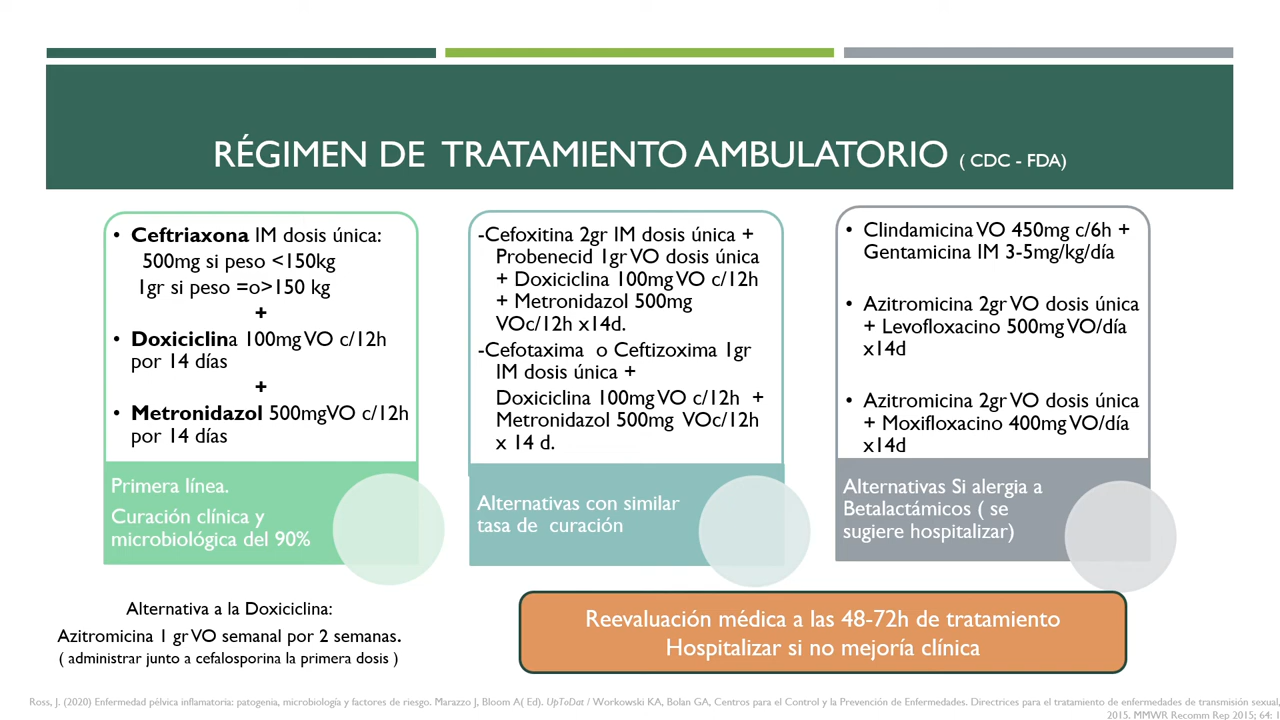 RÉGIMEN DE TRATAMIENTO AMBULATORIO ( CDC - FDA)
• Ceftriaxona IM dosis única:
500mg si peso <150kg
1gr si peso =o>150 kg
+
• Doxiciclina 100mg VO c/12h
por 14 días
+
• Metronidazol 500mgVO c/12h
por 14 días
Primera línea.
Curación clínica y
microbiológica del 90%
-Cefoxitina 2gr IM dosis única +
Probenecid 1gr VO dosis única
+ Doxiciclina 100mg VO c/12h
+ Metronidazol 500mg
VOc/12h x14d.
-Cefotaxima o Ceftizoxima 1gr
IM dosis única +
Doxiciclina 100mg VO c/12h +
Metronidazol 500mg VOc/12h
x 14 d.
Alternativas con similar
tasa de curación
• Clindamicina VO 450mg c/6h +
Gentamicina IM 3-5mg/kg/día
• Azitromicina 2gr VO dosis única
+ Levofloxacino 500mg VO/día
x14d
• Azitromicina 2gr VO dosis única
+ Moxifloxacino 400mg VO/día
x14d
Alternativas Si alergia a
Betalactámicos ( se
sugiere hospitalizar)
Alternativa a la Doxiciclina:
Azitromicina 1 gr VO semanal por 2 semanas.
( administrar junto a cefalosporina la primera dosis )
Reevaluación médica a las 48-72h de tratamiento
Hospitalizar si no mejoría clínica
Ross, J. (2020) Enfermedad pélvica inflamatoria: patogenia, microbiología y factores de riesgo. Marazzo J, Bloom A( Ed). UpToDat / Workowski KA, Bolan GA, Centros para el Control y la Prevención de Enfermedades. Directrices para el tratamiento de enfermedades de transmisión sexual,
2015. MMWR Recomm Rep 2015; 64: 1